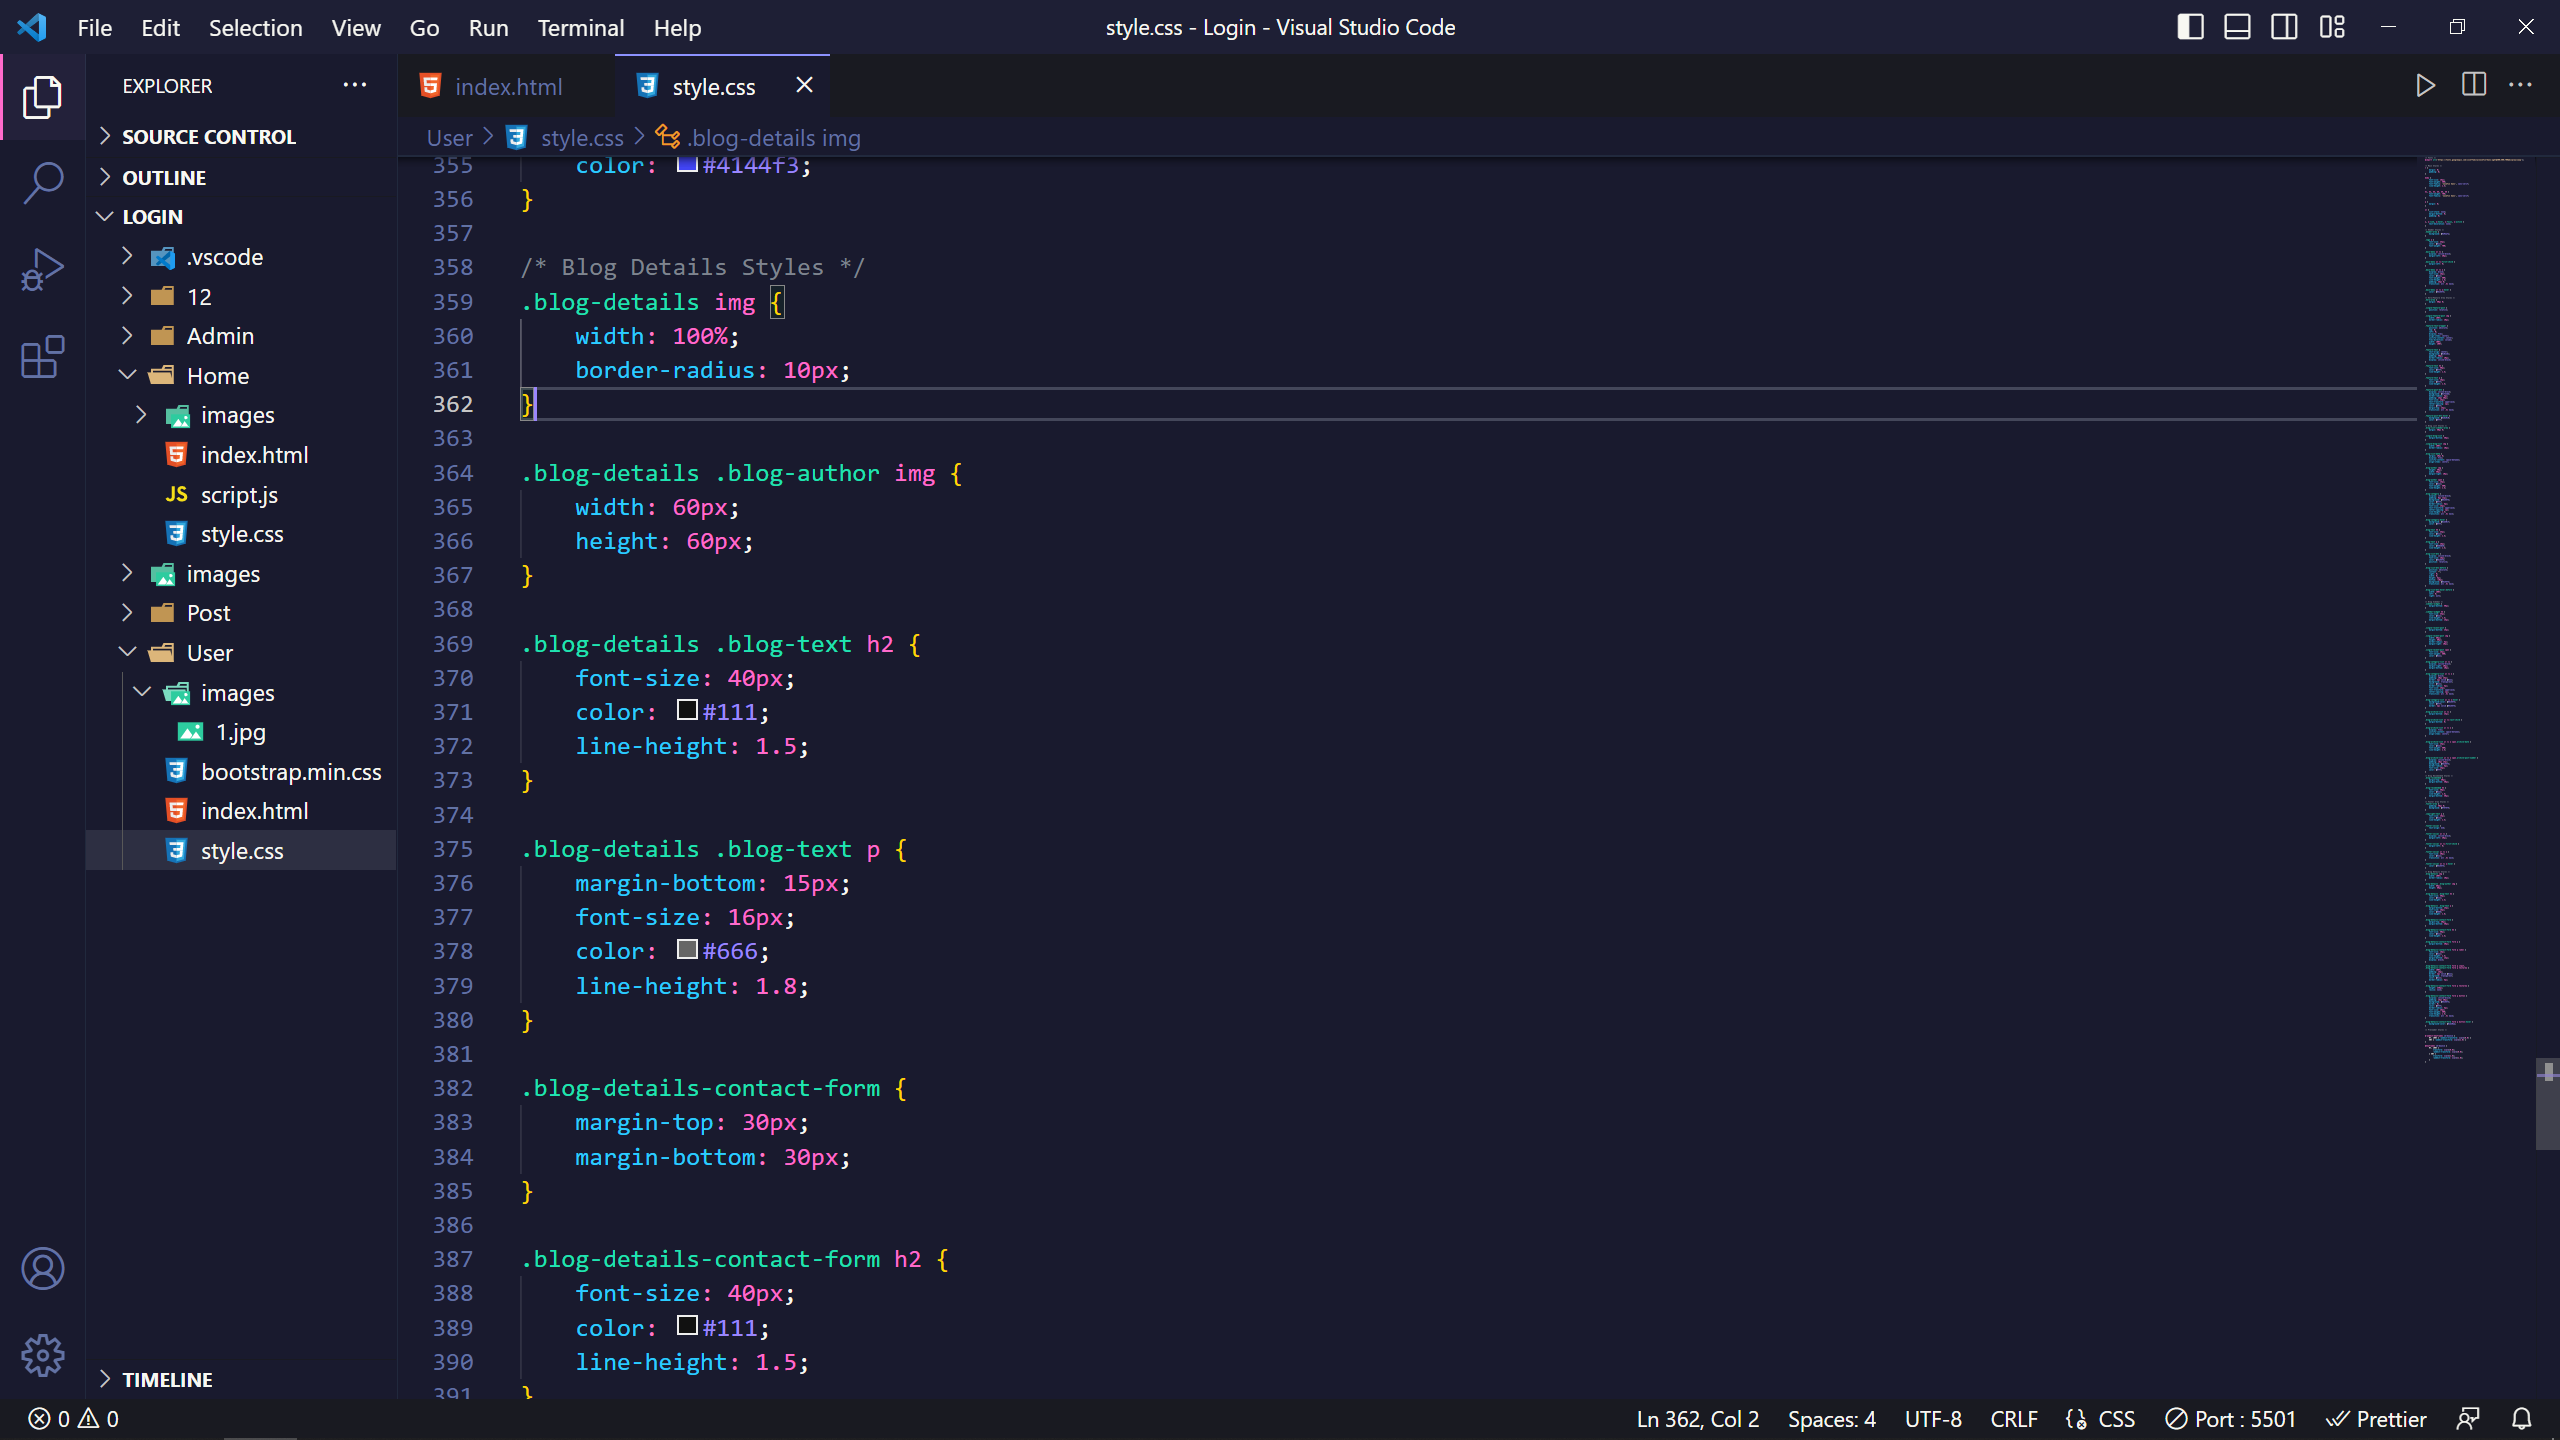 File Edit Selection View Go Run Terminal Help
style.css - Login - Visual Studio Code
EXPLORER
SOURCE CONTROL
OUTLINE
LOGIN
.vscode
12
Admin
Home
images
index.html
JS script.js
style.css
images
Post
User
images
1.jpg
bootstrap.min.css
index.html
style.css
TIMELINE
index.html style.css
User > style.css > .blog-details img
355     color: #4144f3;
356 }
357
358 /* Blog Details Styles */
359 .blog-details img {
360     width: 100%;
361     border-radius: 10px;
362 }
363
364 .blog-details .blog-author img {
365     width: 60px;
366     height: 60px;
367 }
368
369 .blog-details .blog-text h2 {
370     font-size: 40px;
371     color: #111;
372     line-height: 1.5;
373 }
374
375 .blog-details .blog-text p {
376     margin-bottom: 15px;
377     font-size: 16px;
378     color: #666;
379     line-height: 1.8;
380 }
381
382 .blog-details-contact-form {
383     margin-top: 30px;
384     margin-bottom: 30px;
385 }
386
387 .blog-details-contact-form h2 {
388     font-size: 40px;
389     color: #111;
390     line-height: 1.5;
391 }
0 0
Ln 362, Col 2 Spaces: 4 UTF-8 CRLF CSS Port : 5501 Prettier